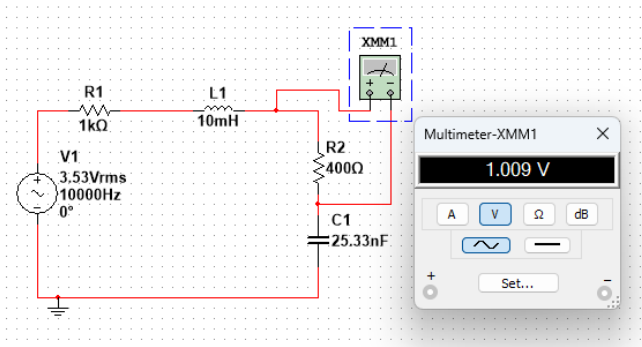 XMM1
R1
1kΩ
L1
10mH
R2
400Ω
V1
3.53Vrms
10000Hz
0°
C1
25.33nF
Multimeter-XMM1
1.009 V
A V Ω dB
+ Set... -